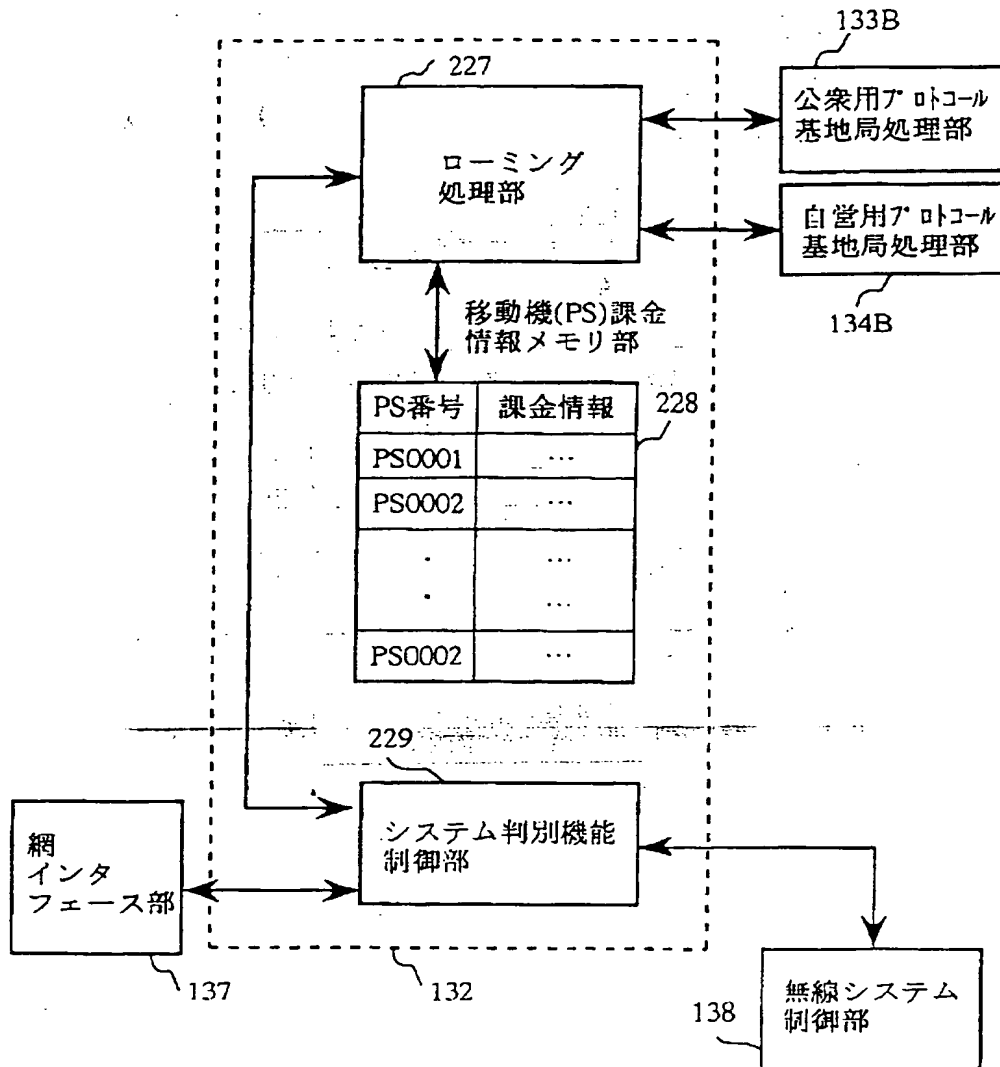 133B
227
公衆用プロトコール
基地局処理部
ローミング
処理部
自営用プロトコール
基地局処理部
134B
移動機(PS)課金
情報メモリ部
PS番号 課金情報
228
PS0001 …
PS0002 …
・ …
・ …
PS0002 …
229
システム判別機能
制御部
網
インタ
フェース部
137
132
無線システム
制御部
138